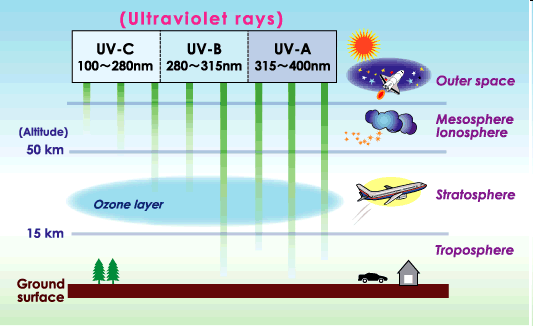 (Ultraviolet rays)
UV-C
100～280nm
UV-B
280～315nm
UV-A
315～400nm
Outer space
Mesosphere
Ionosphere
(Altitude)
50 km
Stratosphere
Ozone layer
15 km
Troposphere
Ground
surface